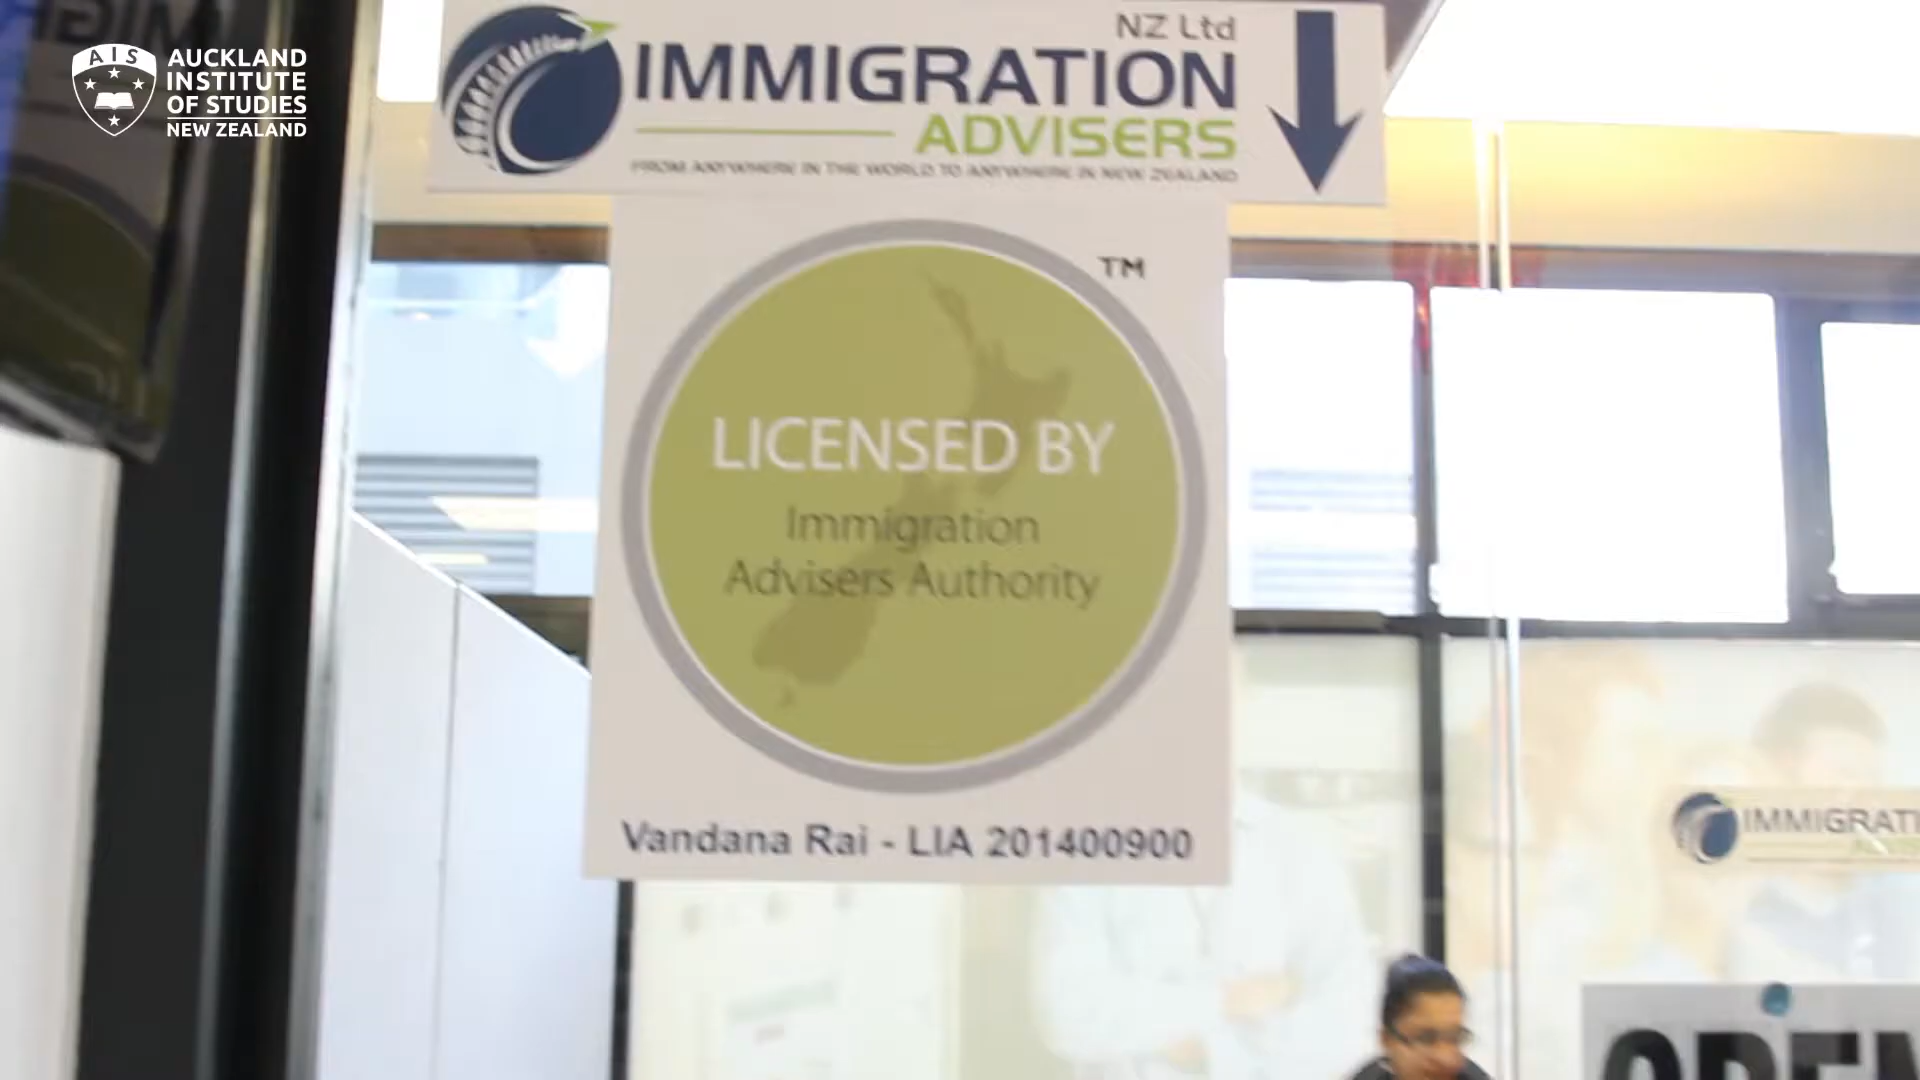 AIS
AUCKLAND
INSTITUTE
OF STUDIES
NEW ZEALAND
NZ Ltd
IMMIGRATION
ADVISERS
FROM ANYWHERE IN THE WORLD TO ANYWHERE IN NEW ZEALAND
TM
LICENSED BY
Immigration
Advisers Authority
Vandana Rai - LIA 201400900
IMMIGRATI
OPEN